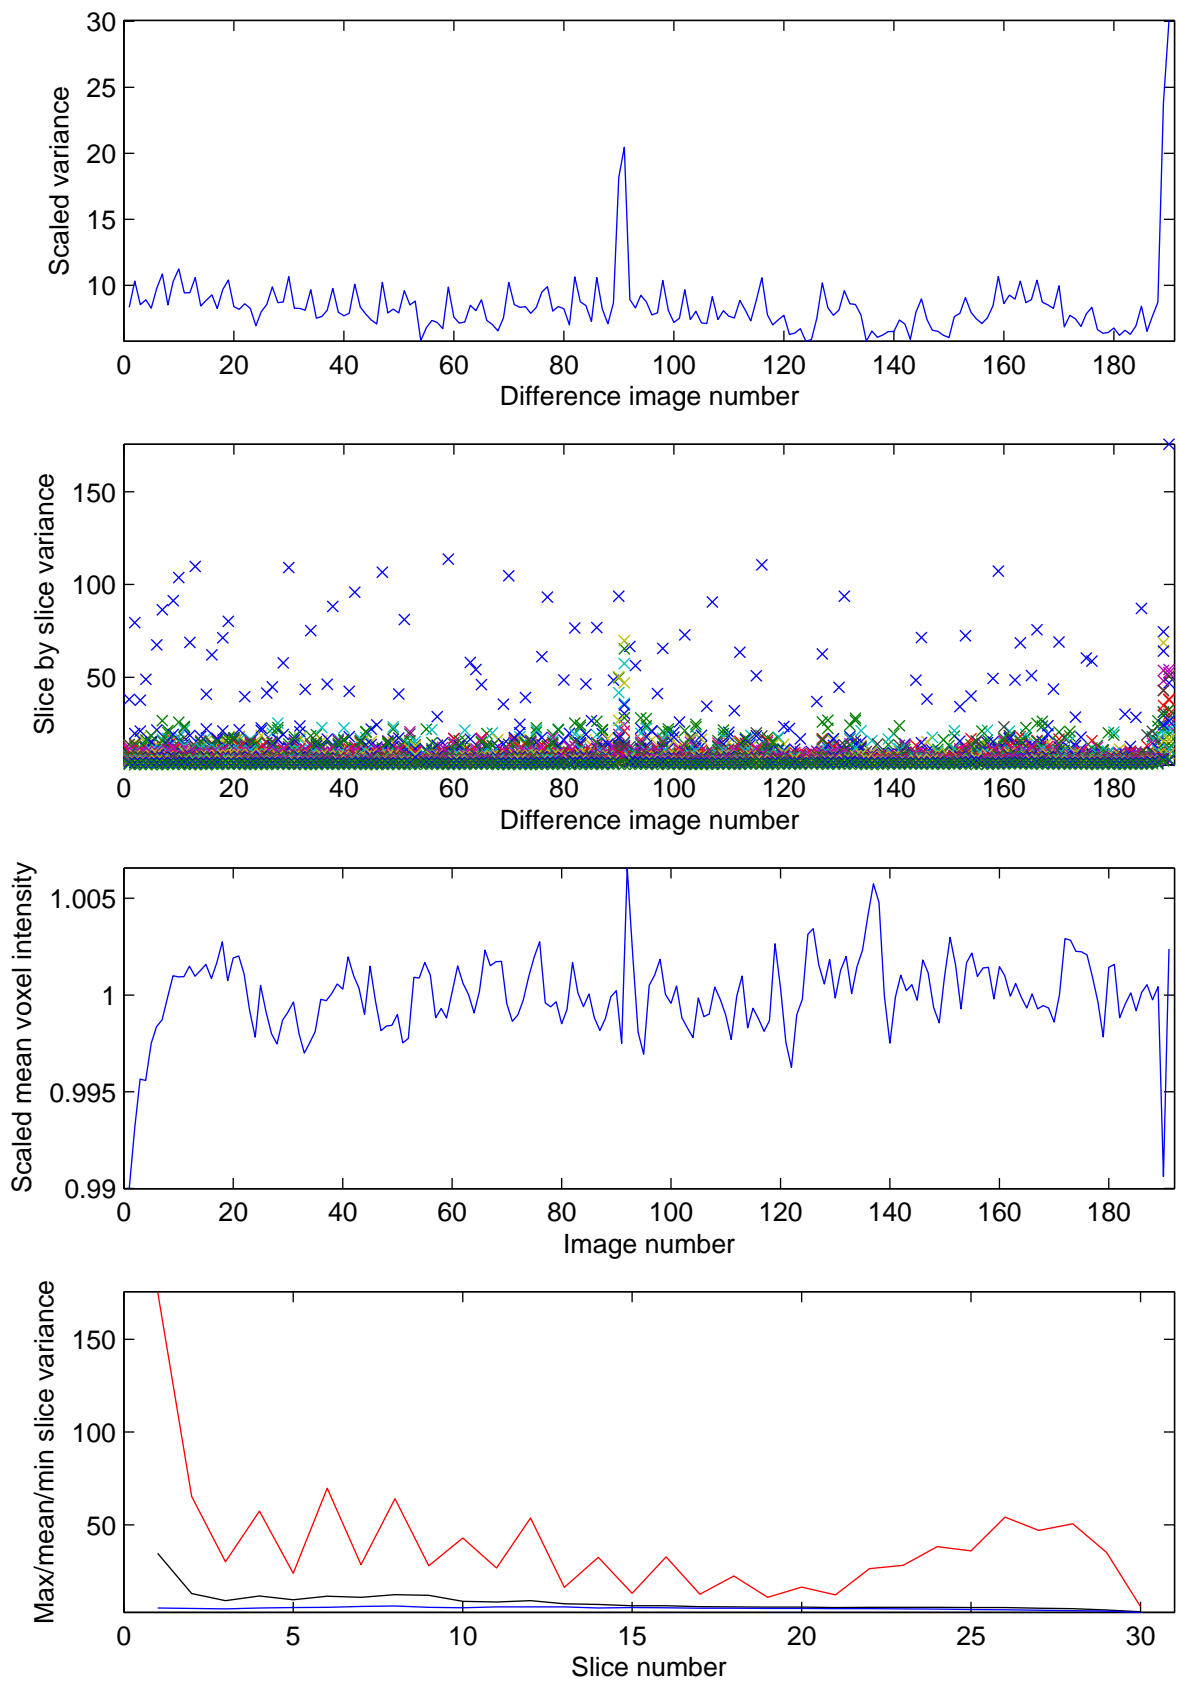 30
25
20
15
10
Scaled variance
0 20 40 60 80 100 120 140 160 180
Difference image number
150
100
50
Slice by slice variance
0 20 40 60 80 100 120 140 160 180
Difference image number
1.005
1
0.995
0.99
Scaled mean voxel intensity
0 20 40 60 80 100 120 140 160 180
Image number
150
100
50
Max/mean/min slice variance
0 5 10 15 20 25 30
Slice number